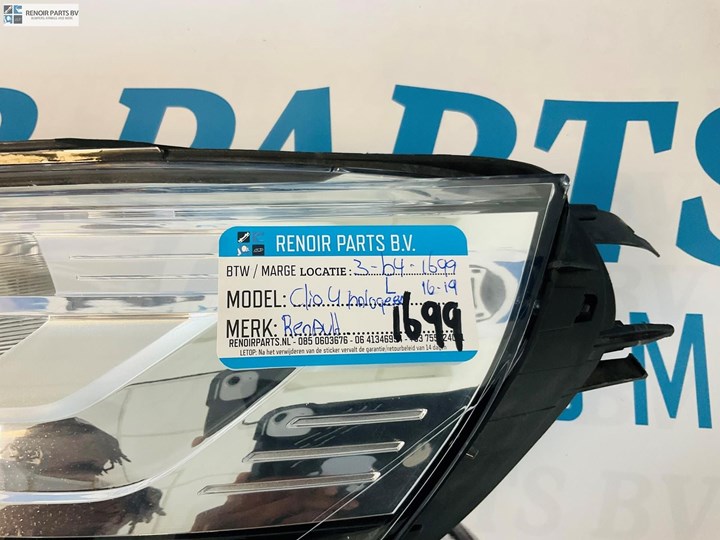 RENOIR PARTS BV
R PARTS
RENOIR PARTS B.V.
BTW / MARGE LOCATIE : 3-b4-1699
L 16-19
MODEL: Clio 4 halogeen
MERK: Renault
1699
RENOIRPARTS.NL - 085 0603676 - 06
LETOP: Na het verwijderen van de sticker vervalt de garantie/retourbeleid van 14 dagen